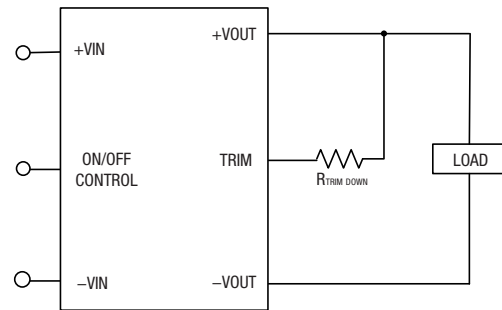 +VIN
+VOUT
ON/OFF
CONTROL
TRIM
RTRIM DOWN
LOAD
–VIN
–VOUT